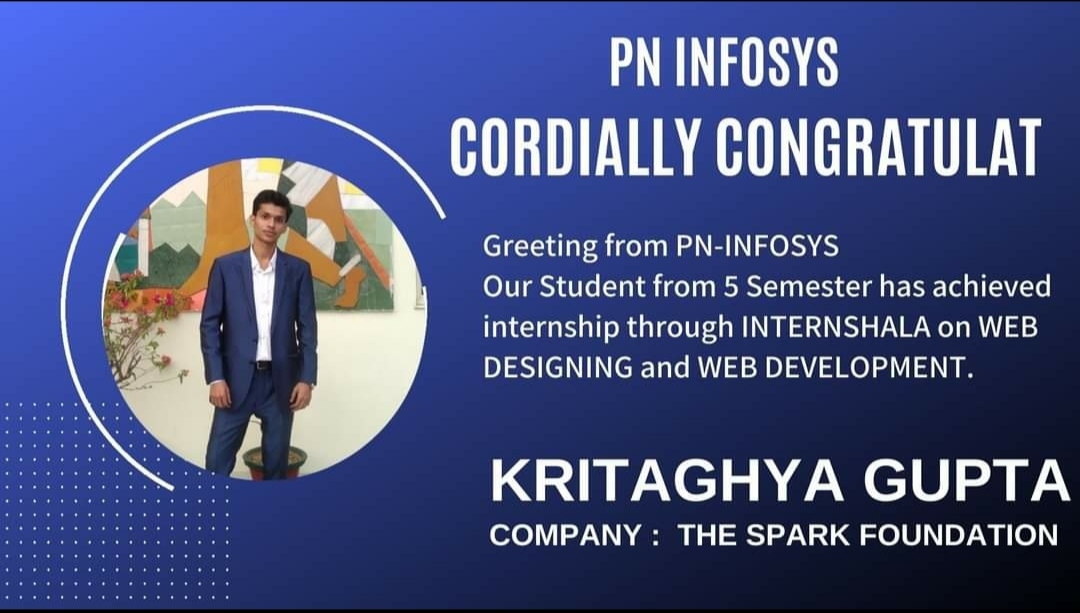 PN INFOSYS
CORDIALLY CONGRATULAT
Greeting from PN-INFOSYS
Our Student from 5 Semester has achieved
internship through INTERNSHALA on WEB
DESIGNING and WEB DEVELOPMENT.
KRITAGHYA GUPTA
COMPANY : THE SPARK FOUNDATION